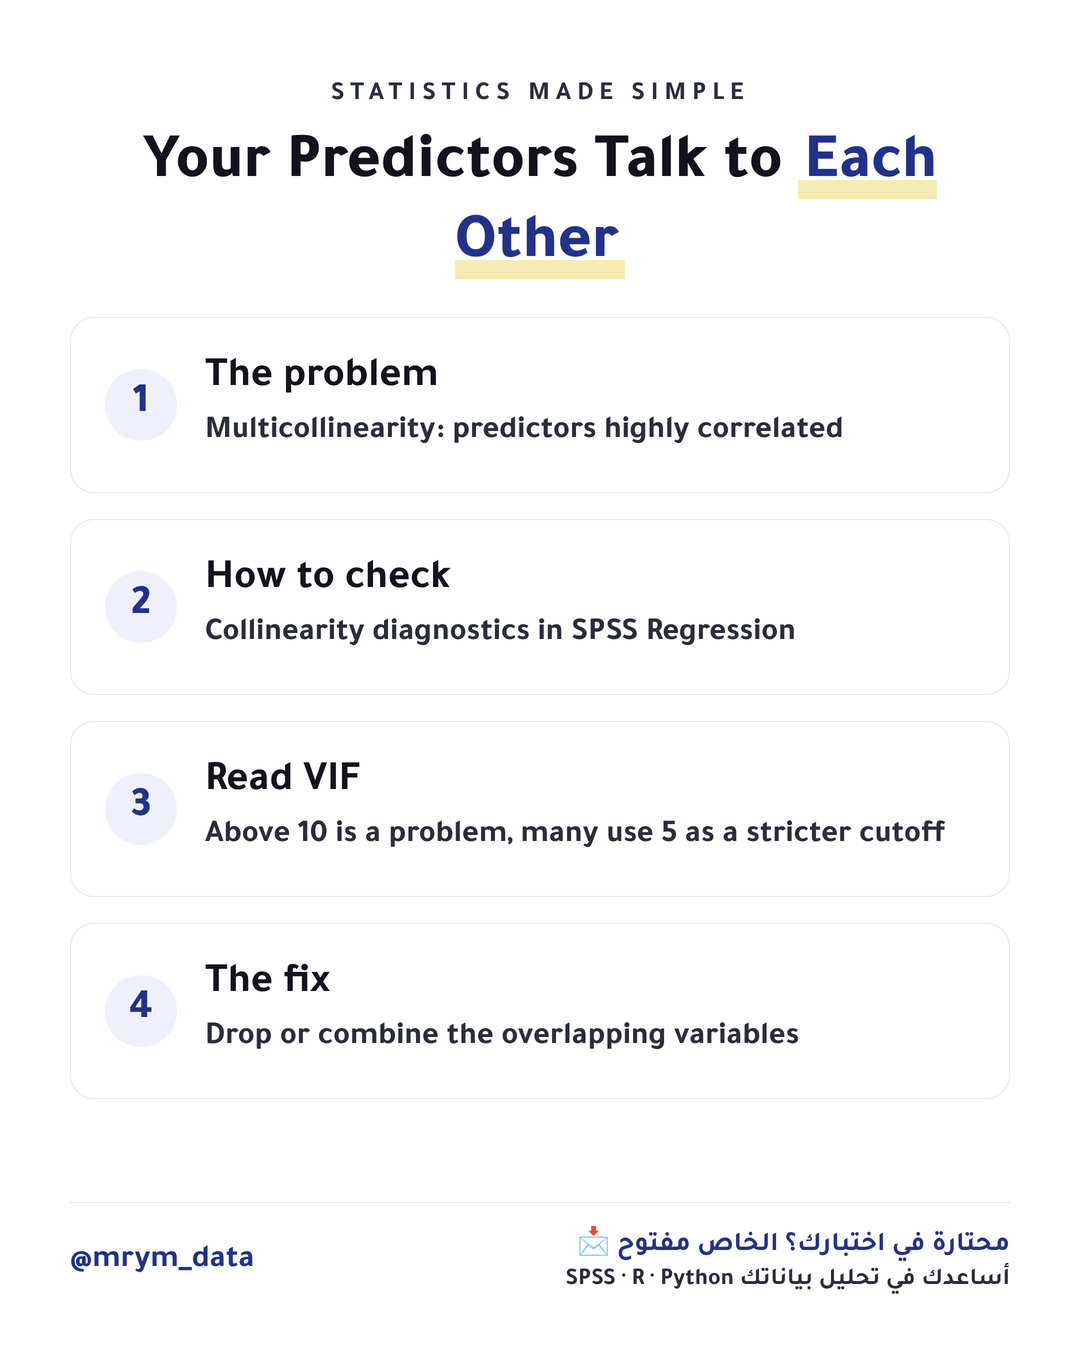 STATISTICS MADE SIMPLE
Your Predictors Talk to Each
Other
1
The problem
Multicollinearity: predictors highly correlated
2
How to check
Collinearity diagnostics in SPSS Regression
3
Read VIF
Above 10 is a problem, many use 5 as a stricter cutoff
4
The fix
Drop or combine the overlapping variables
@mrym_data
محتارة في اختبارك؟ الخاص مفتوح 📩
أساعدك في تحليل بياناتك SPSS · R · Python